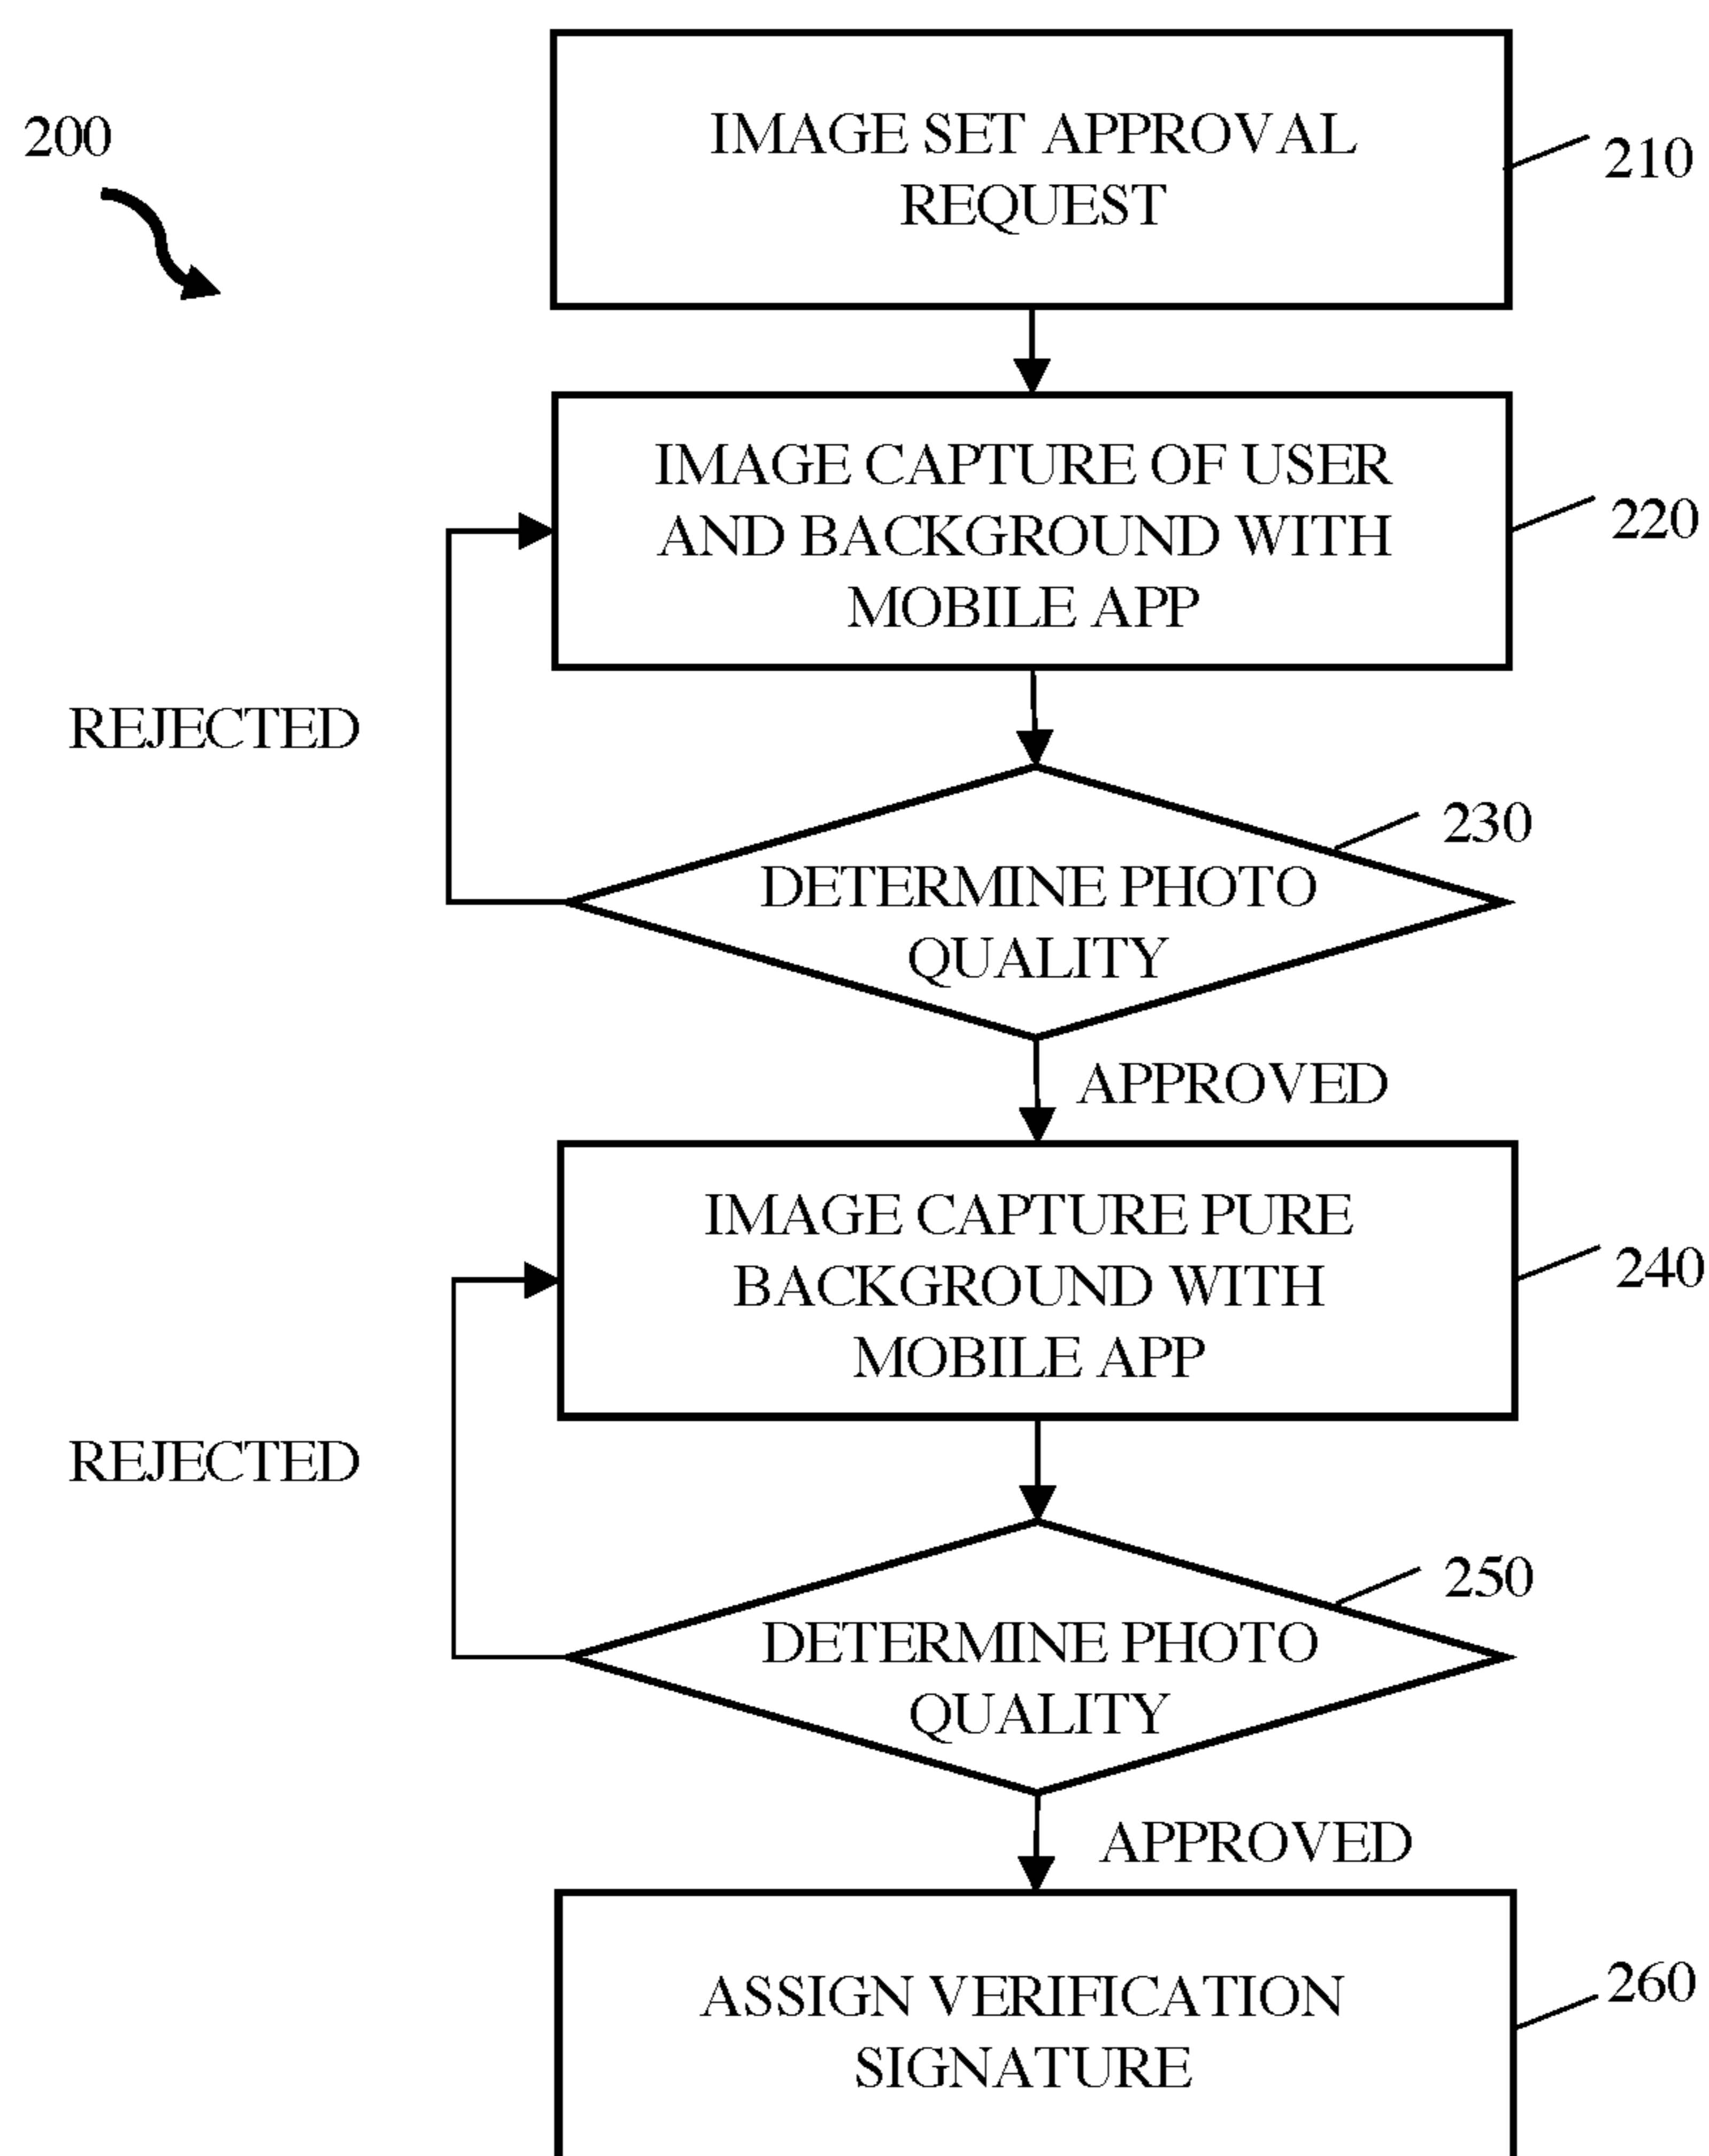 200
IMAGE SET APPROVAL
REQUEST
210
IMAGE CAPTURE OF USER
AND BACKGROUND WITH
MOBILE APP
220
REJECTED
230
DETERMINE PHOTO
QUALITY
APPROVED
IMAGE CAPTURE PURE
BACKGROUND WITH
MOBILE APP
240
REJECTED
250
DETERMINE PHOTO
QUALITY
APPROVED
ASSIGN VERIFICATION
SIGNATURE
260